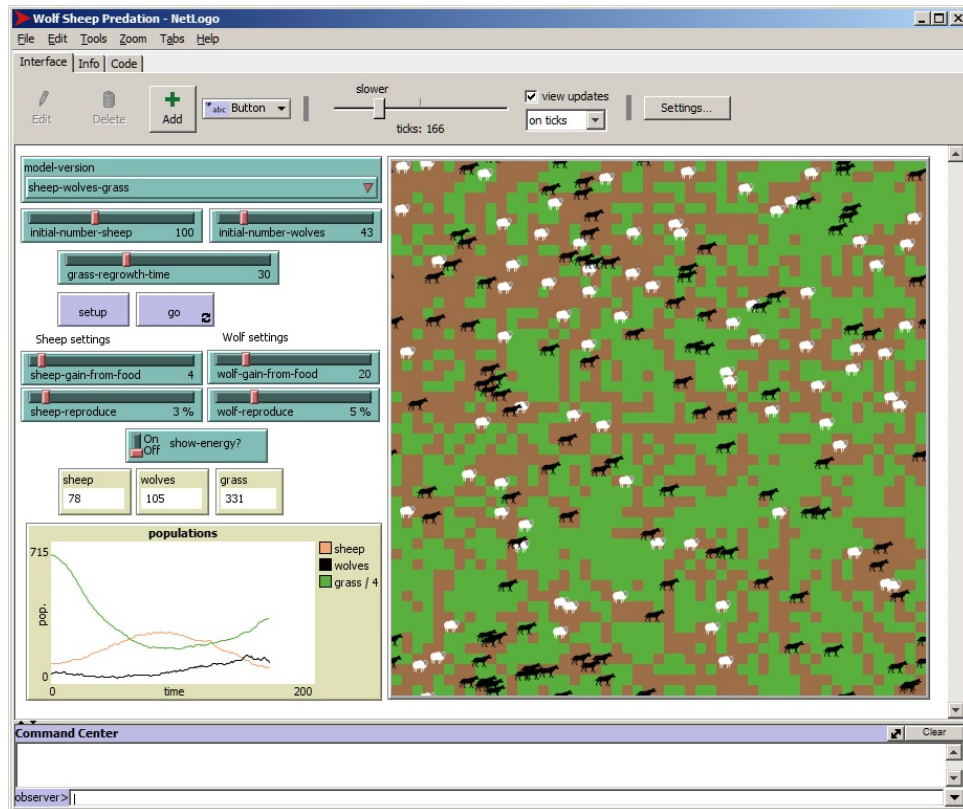 Wolf Sheep Predation - NetLogo
File Edit Tools Zoom Tabs Help
Interface Info Code
Edit Delete Add abc Button slower ticks: 166 view updates on ticks Settings...
model-version
sheep-wolves-grass
initial-number-sheep 100 initial-number-wolves 43
grass-regrowth-time 30
setup go
Sheep settings Wolf settings
sheep-gain-from-food 4 wolf-gain-from-food 20
sheep-reproduce 3 % wolf-reproduce 5 %
On
Off show-energy?
sheep wolves grass
78 105 331
populations
715 sheep
wolves
grass / 4
pop.
0
0 time 200
Command Center Clear
observer>